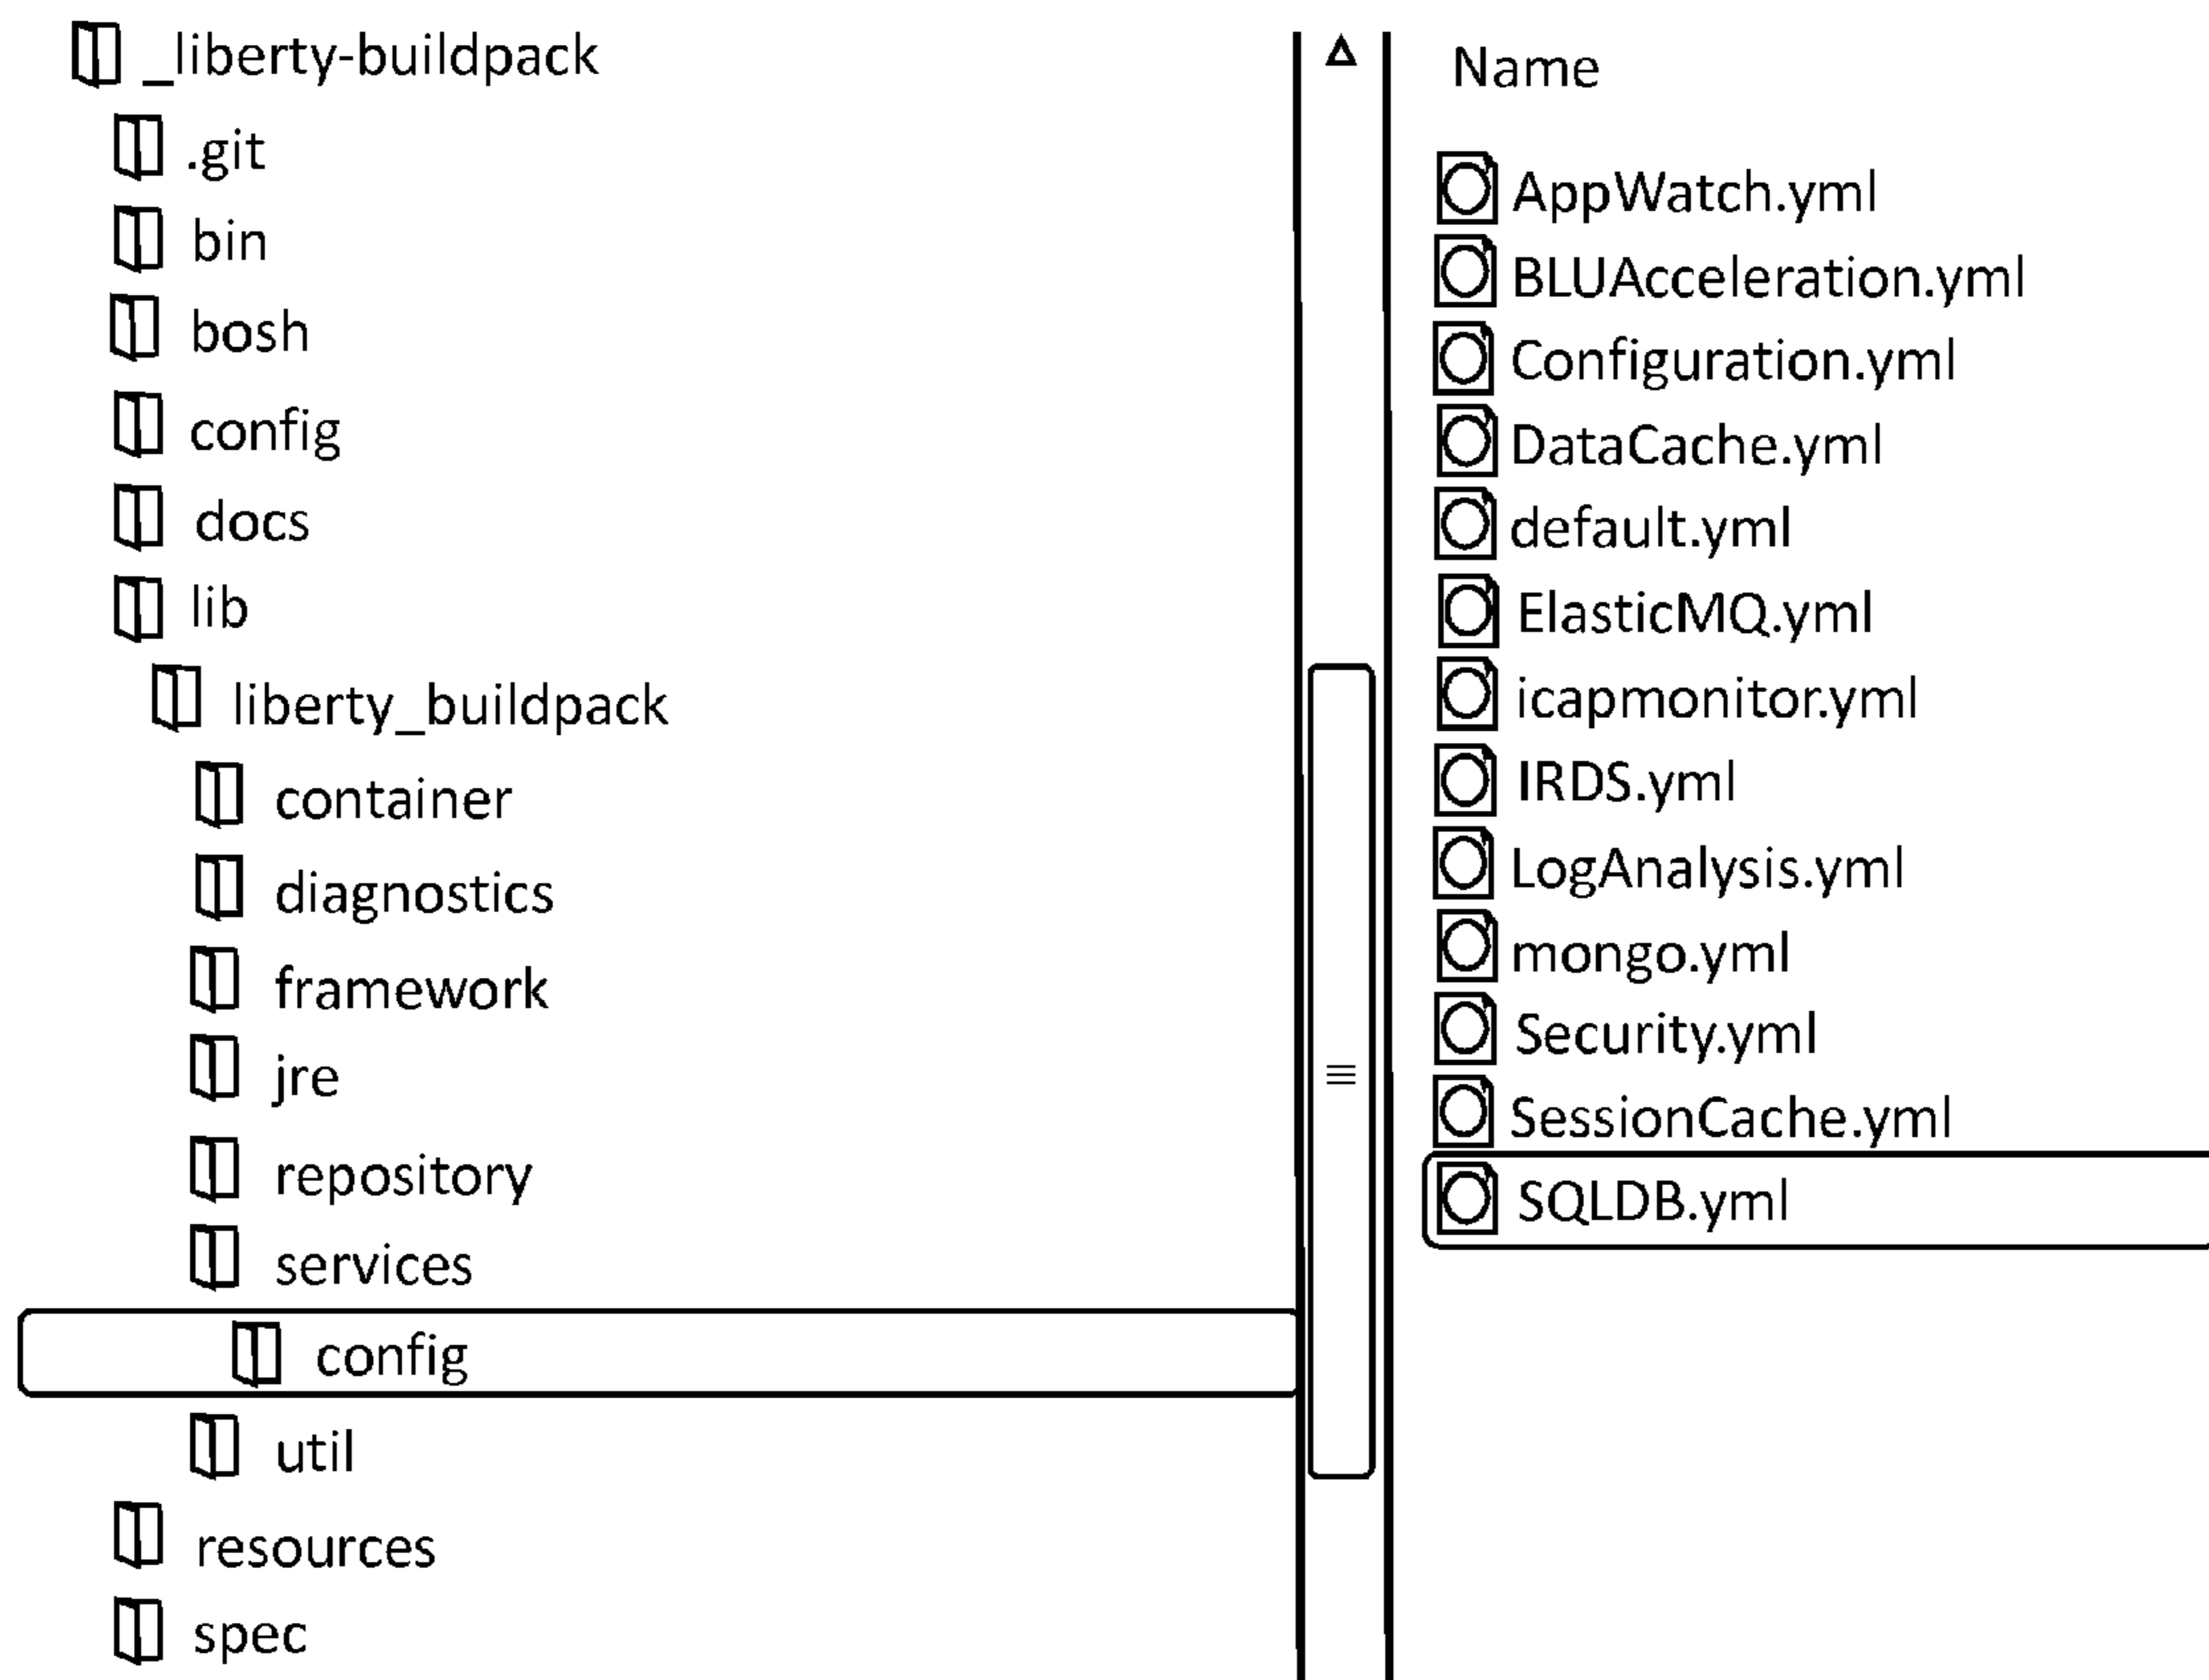 _liberty-buildpack
.git
bin
bosh
config
docs
lib
liberty_buildpack
container
diagnostics
framework
jre
repository
services
config
util
resources
spec
Name
AppWatch.yml
BLUAcceleration.yml
Configuration.yml
DataCache.yml
default.yml
ElasticMQ.yml
icapmonitor.yml
IRDS.yml
LogAnalysis.yml
mongo.yml
Security.yml
SessionCache.yml
SQLDB.yml